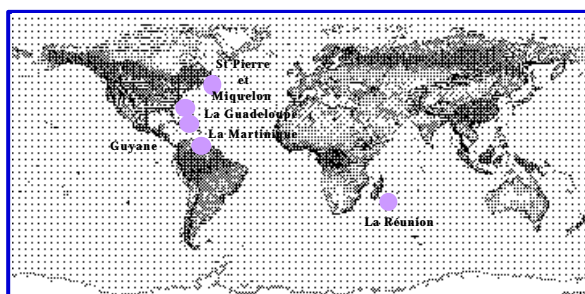 St Pierre
et
Miquelon
La Guadeloupe
La Martinique
Guyane
La Réunion